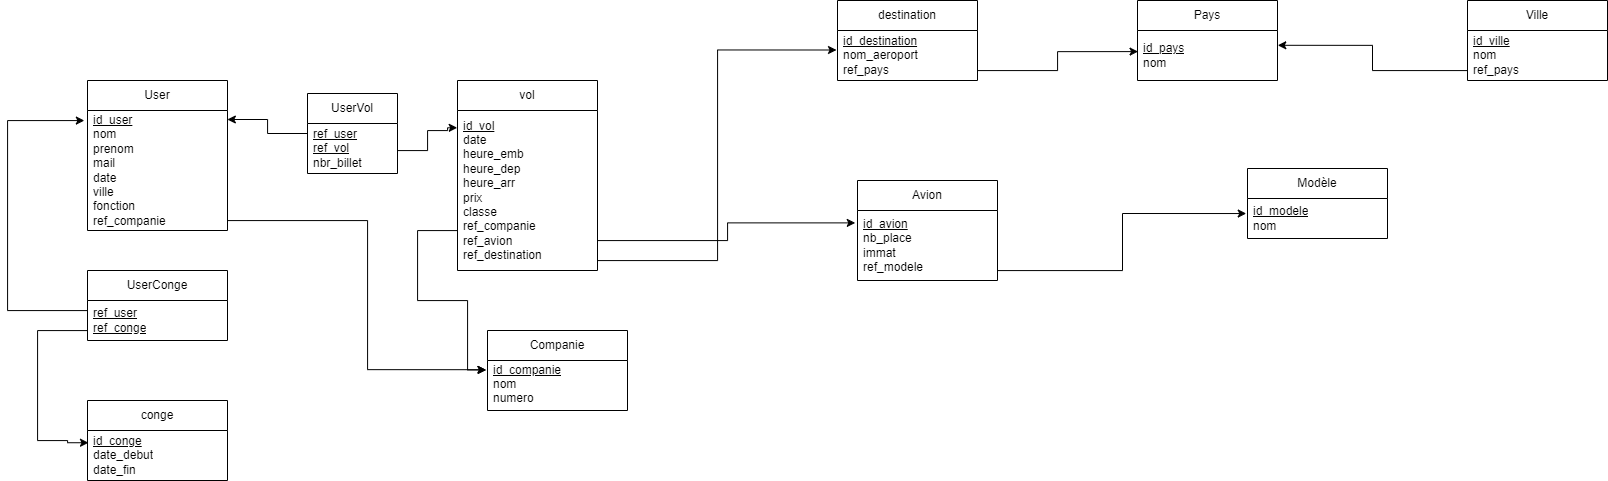 destination
id_destination
nom_aeroport
ref_pays
Pays
id_pays
nom
Ville
id_ville
nom
ref_pays
User
id_user
nom
prenom
mail
date
ville
fonction
ref_companie
UserVol
ref_user
ref_vol
nbr_billet
vol
id_vol
date
heure_emb
heure_dep
heure_arr
prix
classe
ref_companie
ref_avion
ref_destination
Avion
id_avion
nb_place
immat
ref_modele
Modèle
id_modele
nom
UserConge
ref_user
ref_conge
Companie
id_companie
nom
numero
conge
id_conge
date_debut
date_fin